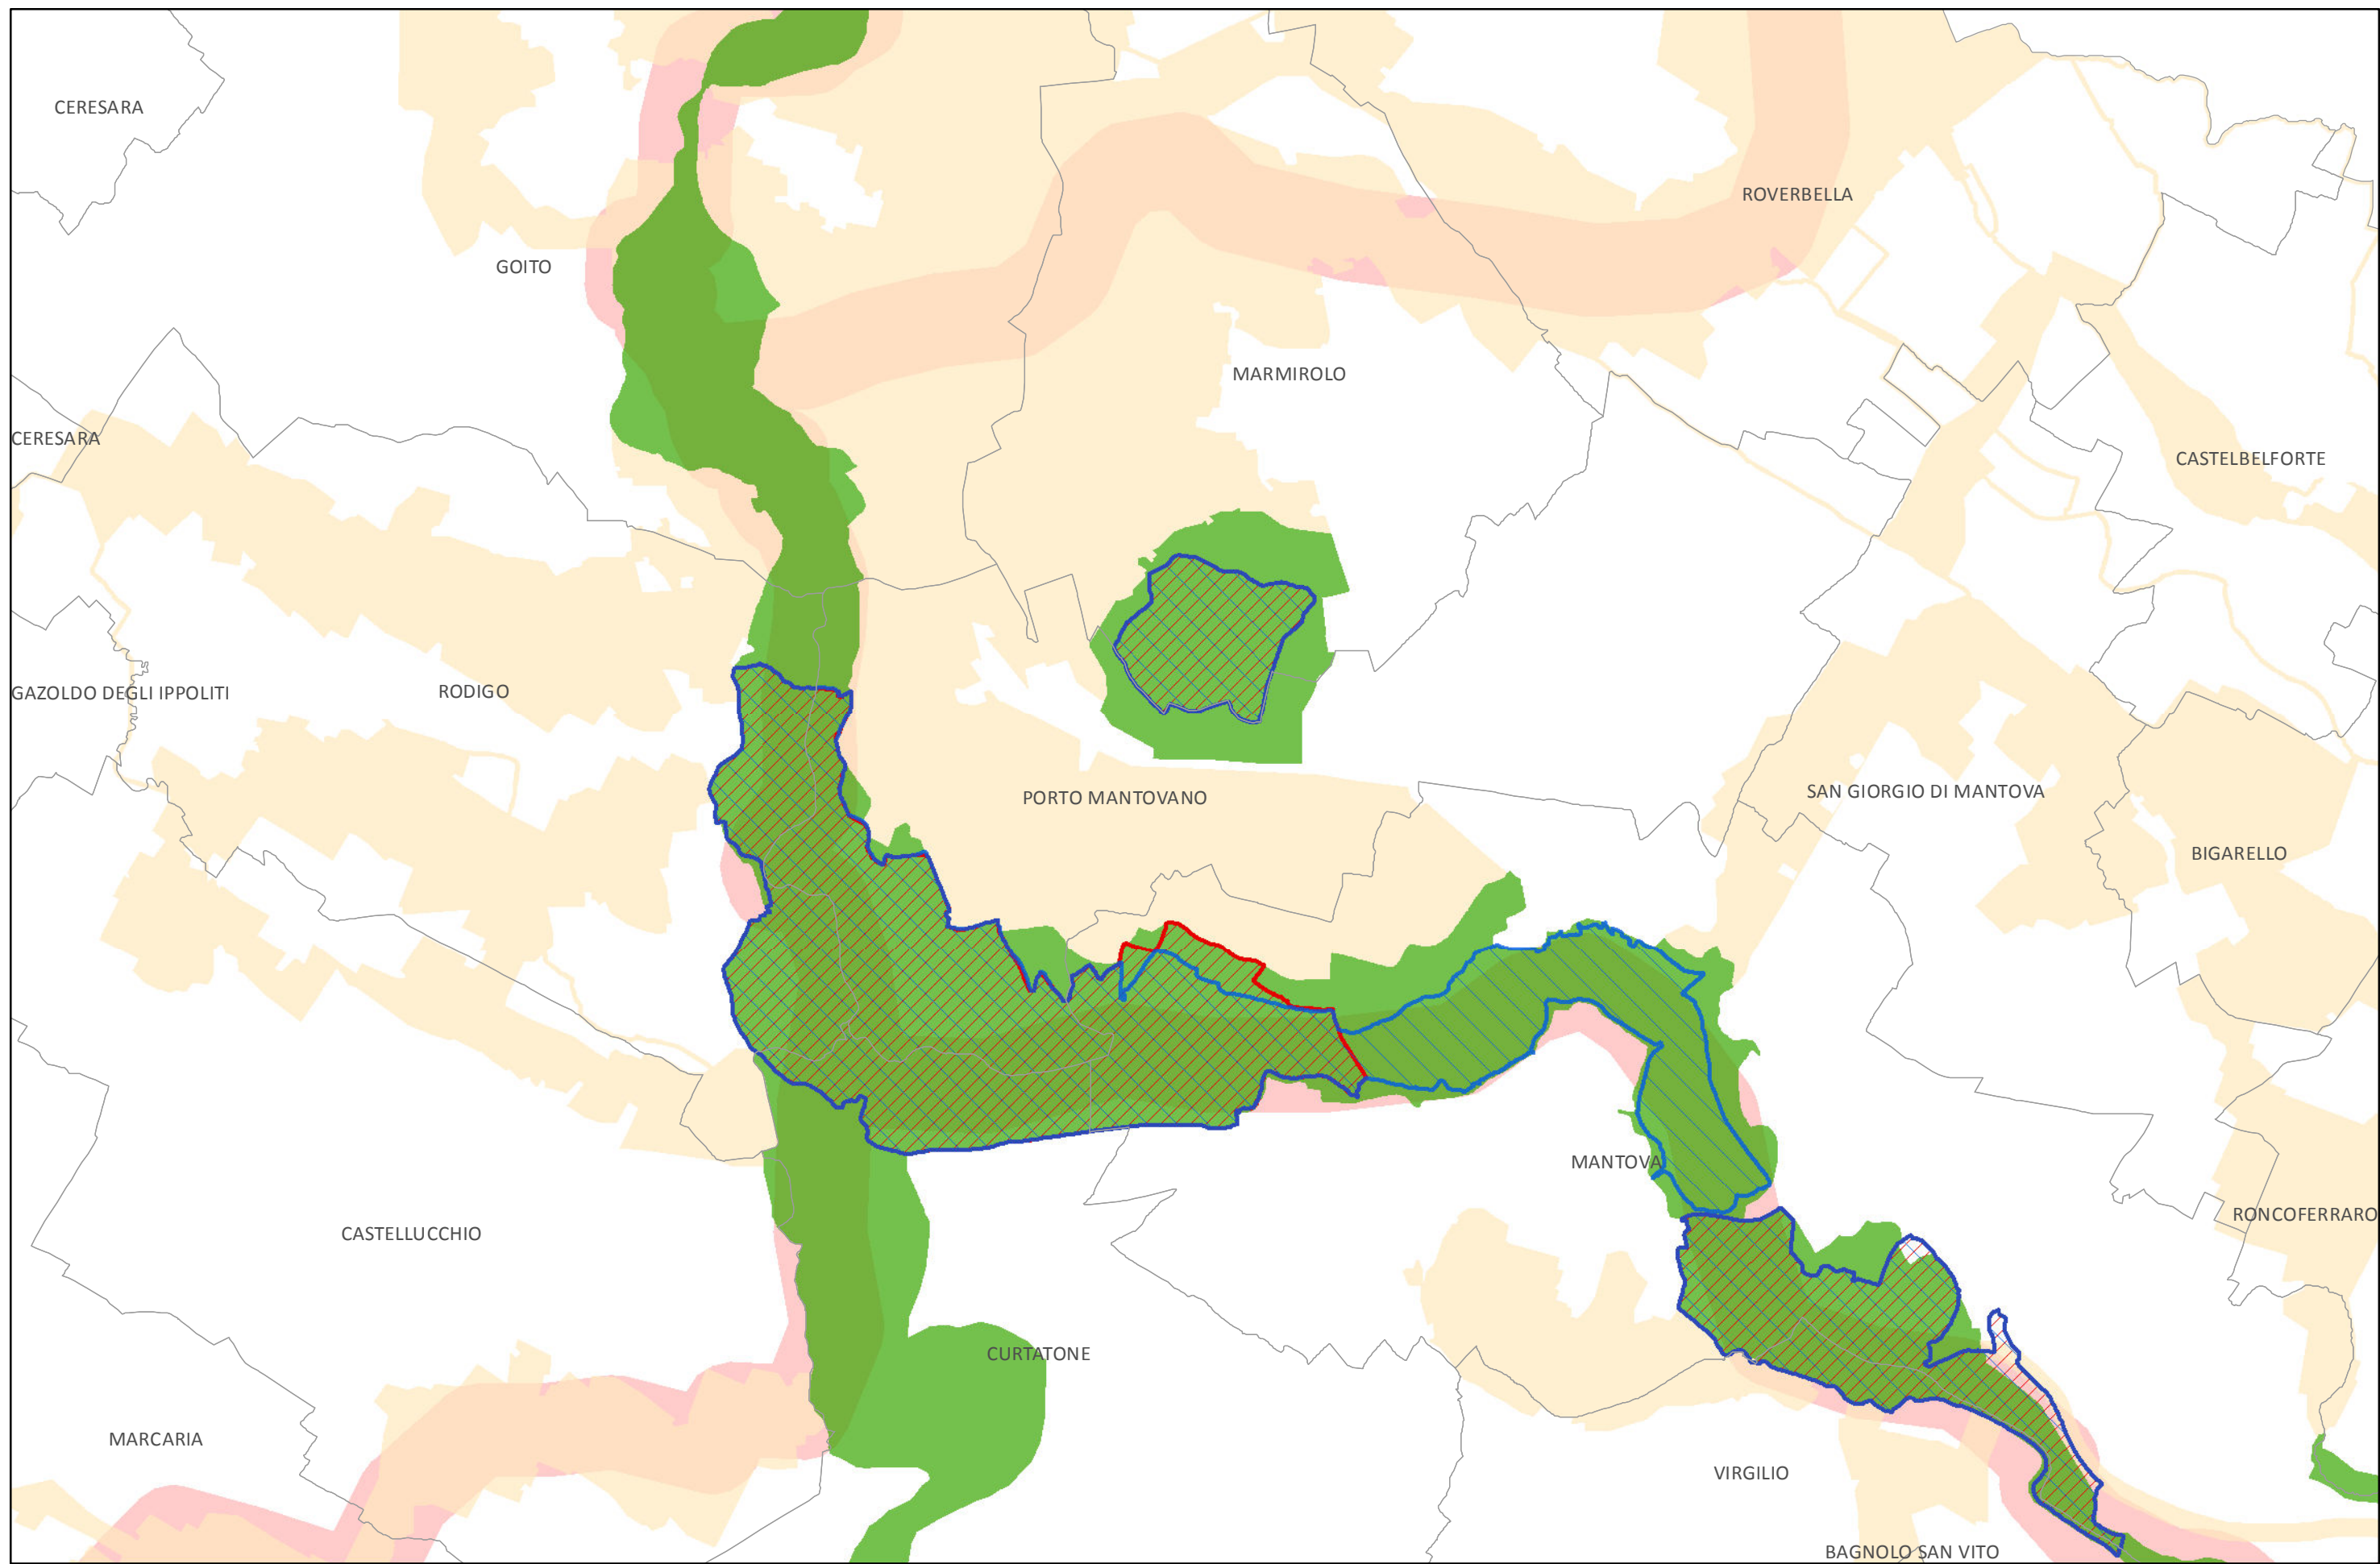 CERESARA
ROVERBELLA
GOITO
MARMIROLO
CERESARA
CASTELBELFORTE
GAZOLDO DEGLI IPPOLITI
RODIGO
SAN GIORGIO DI MANTOVA
PORTO MANTOVANO
BIGARELLO
MANTOVA
RONCOFERRARO
CASTELLUCCHIO
CURTATONE
MARCARIA
VIRGILIO
BAGNOLO SAN VITO